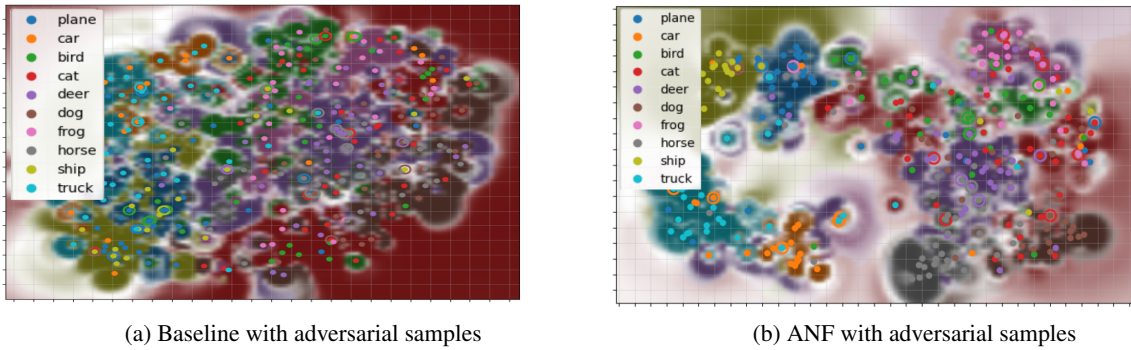 plane
car
bird
cat
deer
dog
frog
horse
ship
truck
plane
car
bird
cat
deer
dog
frog
horse
ship
truck
(a) Baseline with adversarial samples
(b) ANF with adversarial samples